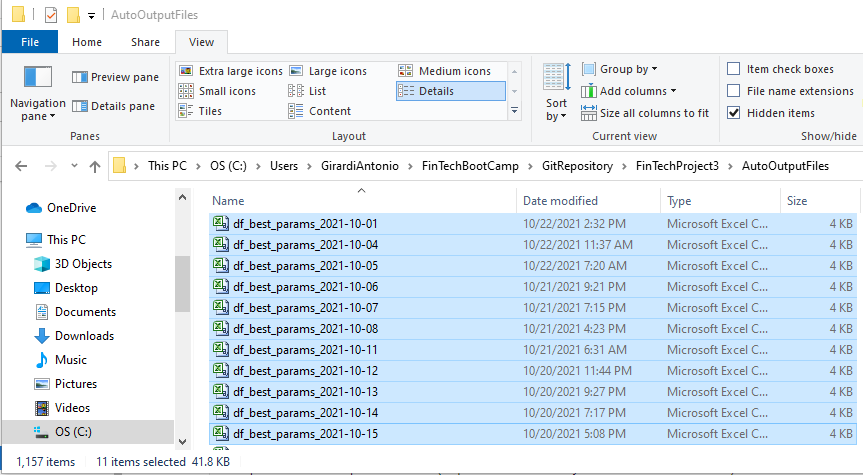 AutoOutputFiles
File Home Share View
Navigation pane
Preview pane
Details pane
Panes
Extra large icons Large icons Medium icons
Small icons List Details
Tiles Content
Layout
Sort by
Group by
Add columns
Size all columns to fit
Current view
Item check boxes
File name extensions
Hidden items
Show/hide
This PC > OS (C:) > Users > GirardiAntonio > FinTechBootCamp > GitRepository > FinTechProject3 > AutoOutputFiles
OneDrive
This PC
3D Objects
Desktop
Documents
Downloads
Music
Pictures
Videos
OS (C:)
Name Date modified Type Size
df_best_params_2021-10-01 10/22/2021 2:32 PM Microsoft Excel C... 4 KB
df_best_params_2021-10-04 10/22/2021 11:37 AM Microsoft Excel C... 4 KB
df_best_params_2021-10-05 10/22/2021 7:20 AM Microsoft Excel C... 4 KB
df_best_params_2021-10-06 10/21/2021 9:21 PM Microsoft Excel C... 4 KB
df_best_params_2021-10-07 10/21/2021 7:15 PM Microsoft Excel C... 4 KB
df_best_params_2021-10-08 10/21/2021 4:23 PM Microsoft Excel C... 4 KB
df_best_params_2021-10-11 10/21/2021 6:31 AM Microsoft Excel C... 4 KB
df_best_params_2021-10-12 10/20/2021 11:44 PM Microsoft Excel C... 4 KB
df_best_params_2021-10-13 10/20/2021 9:27 PM Microsoft Excel C... 4 KB
df_best_params_2021-10-14 10/20/2021 7:17 PM Microsoft Excel C... 4 KB
df_best_params_2021-10-15 10/20/2021 5:08 PM Microsoft Excel C... 4 KB
1,157 items 11 items selected 41.8 KB